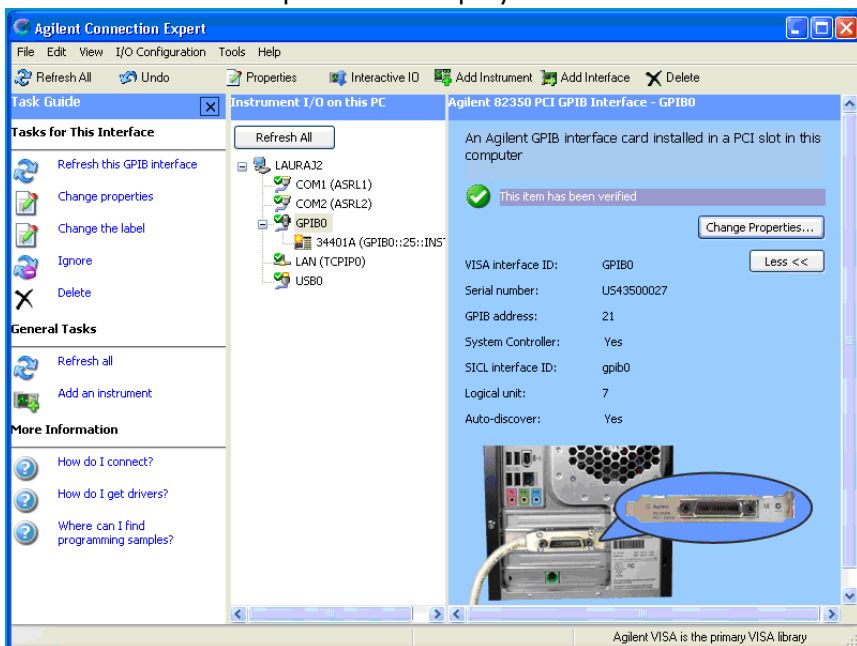 Agilent Connection Expert
File Edit View I/O Configuration Tools Help
Refresh All Undo Properties Interactive IO Add Instrument Add Interface Delete
Task Guide
Tasks for This Interface
Refresh this GPIB interface
Change properties
Change the label
Ignore
Delete
General Tasks
Refresh all
Add an instrument
More Information
How do I connect?
How do I get drivers?
Where can I find
programming samples?
Instrument I/O on this PC
Refresh All
LAURAJ2
COM1 (ASRL1)
COM2 (ASRL2)
GPIB0
34401A (GPIB0::25::INS
LAN (TCPIP0)
USB0
Agilent 82350 PCI GPIB Interface - GPIB0
An Agilent GPIB interface card installed in a PCI slot in this
computer
This item has been verified
Change Properties...
Less <<
VISA interface ID: GPIB0
Serial number: US43500027
GPIB address: 21
System Controller: Yes
SICL interface ID: gpib0
Logical unit: 7
Auto-discover: Yes
Agilent
Agilent VISA is the primary VISA library